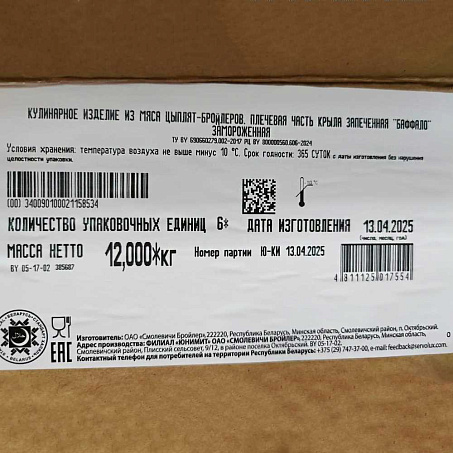 КУЛИНАРНОЕ ИЗДЕЛИЕ ИЗ МЯСА ЦЫПЛЯТ-БРОЙЛЕРОВ. ПЛЕЧЕВАЯ ЧАСТЬ КРЫЛА ЗАПЕЧЕННАЯ "БАФФАЛО"
ЗАМОРОЖЕННАЯ
ТУ BY 690660279.002-2017 РЦ BY 800000560.606-2024
Условия хранения: температура воздуха не выше минус 10 °С. Срок годности: 365 СУТОК с даты изготовления без нарушения
целостности упаковки.
(00) 340090100021158534
КОЛИЧЕСТВО УПАКОВОЧНЫХ ЕДИНИЦ 6* ДАТА ИЗГОТОВЛЕНИЯ 13.04.2025
(число, месяц, год)
МАССА НЕТТО 12,000*кг Номер партии Ю-КИ 13.04.2025
BY 05-17-02 385687
4 811125 017554
Изготовитель: ОАО «Смолевичи Бройлер», 222220, Республика Беларусь, Минская область, Смолевичский район, п. Октябрьский.
Адрес производства: ФИЛИАЛ «ЮНИМИТ» ОАО «СМОЛЕВИЧИ БРОЙЛЕР», 222220, Республика Беларусь, Минская область,
Смолевичский район, Плисский сельсовет, 9/12, в районе поселка Октябрьский. BY 05-17-02.
Контактный телефон для потребителей на территории Республики Беларусь: +375 (29) 747-37-00, e-mail: feedback@servolux.com
ЕАС